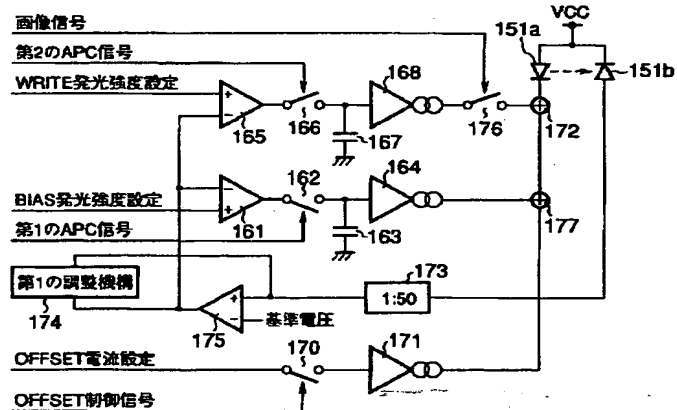 画像信号
151a
VCC
第2のAPC信号
WRITE発光強度設定
168
151b
+
−
165
166
167
176
172
162
164
−
+
BIAS発光強度設定
161
163
177
第1のAPC信号
173
第1の調整機構
+
1:50
174
−
基準電圧
175
170
171
OFFSET電流設定
OFFSET制御信号